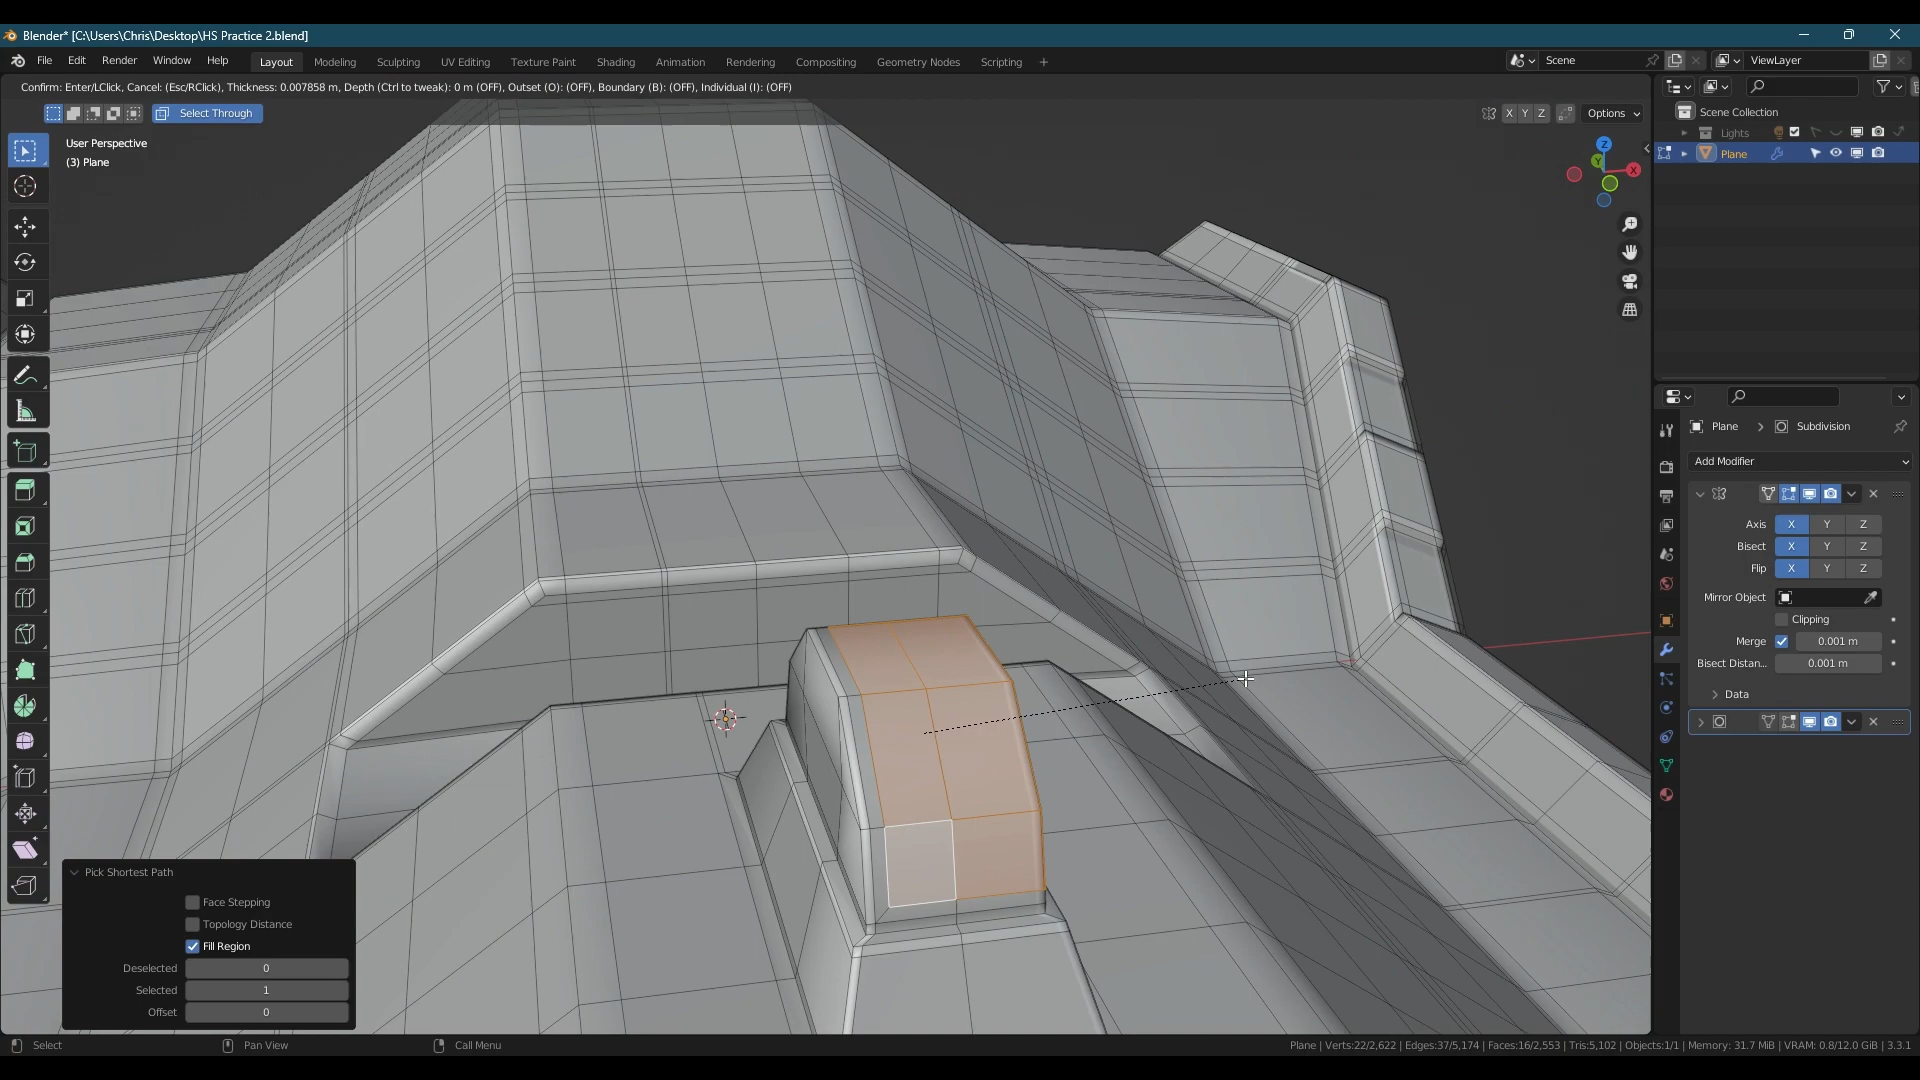 Blender* [C:\Users\Chris\Desktop\HS Practice 2.blend]
File Edit Render Window Help Layout Modeling Sculpting UV Editing Texture Paint Shading Animation Rendering Compositing Geometry Nodes Scripting + Scene ViewLayer
Confirm: Enter/LClick, Cancel: (Esc/RClick), Thickness: 0.007858 m, Depth (Ctrl to tweak): 0 m (OFF), Outset (O): (OFF), Boundary (B): (OFF), Individual (I): (OFF)
Select Through X Y Z Options
User Perspective
(3) Plane
Z
Y
X
Scene Collection
Lights
Plane
Plane > Subdivision
Add Modifier
Axis X Y Z
Bisect X Y Z
Flip X Y Z
Mirror Object
Clipping
Merge 0.001 m
Bisect Distan... 0.001 m
Data
Pick Shortest Path
Face Stepping
Topology Distance
Fill Region
Deselected 0
Selected 1
Offset 0
Select Pan View Call Menu Plane | Verts:22/2,622 | Edges:37/5,174 | Faces:16/2,553 | Tris:5,102 | Objects:1/1 | Memory: 31.7 MiB | VRAM: 0.8/12.0 GiB | 3.3.1